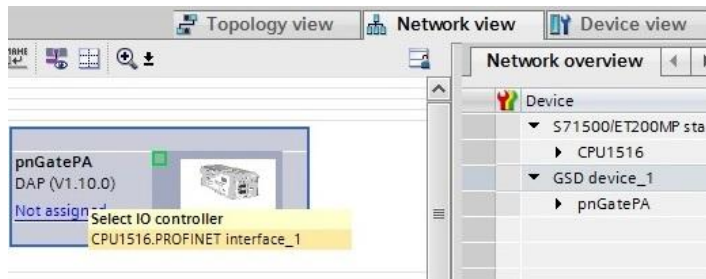 Topology view
Network view
Device view
Network overview
Device
S71500/ET200MP sta
CPU1516
GSD device_1
pnGatePA
pnGatePA
DAP (V1.10.0)
Not assigned
Select IO controller
CPU1516.PROFINET interface_1